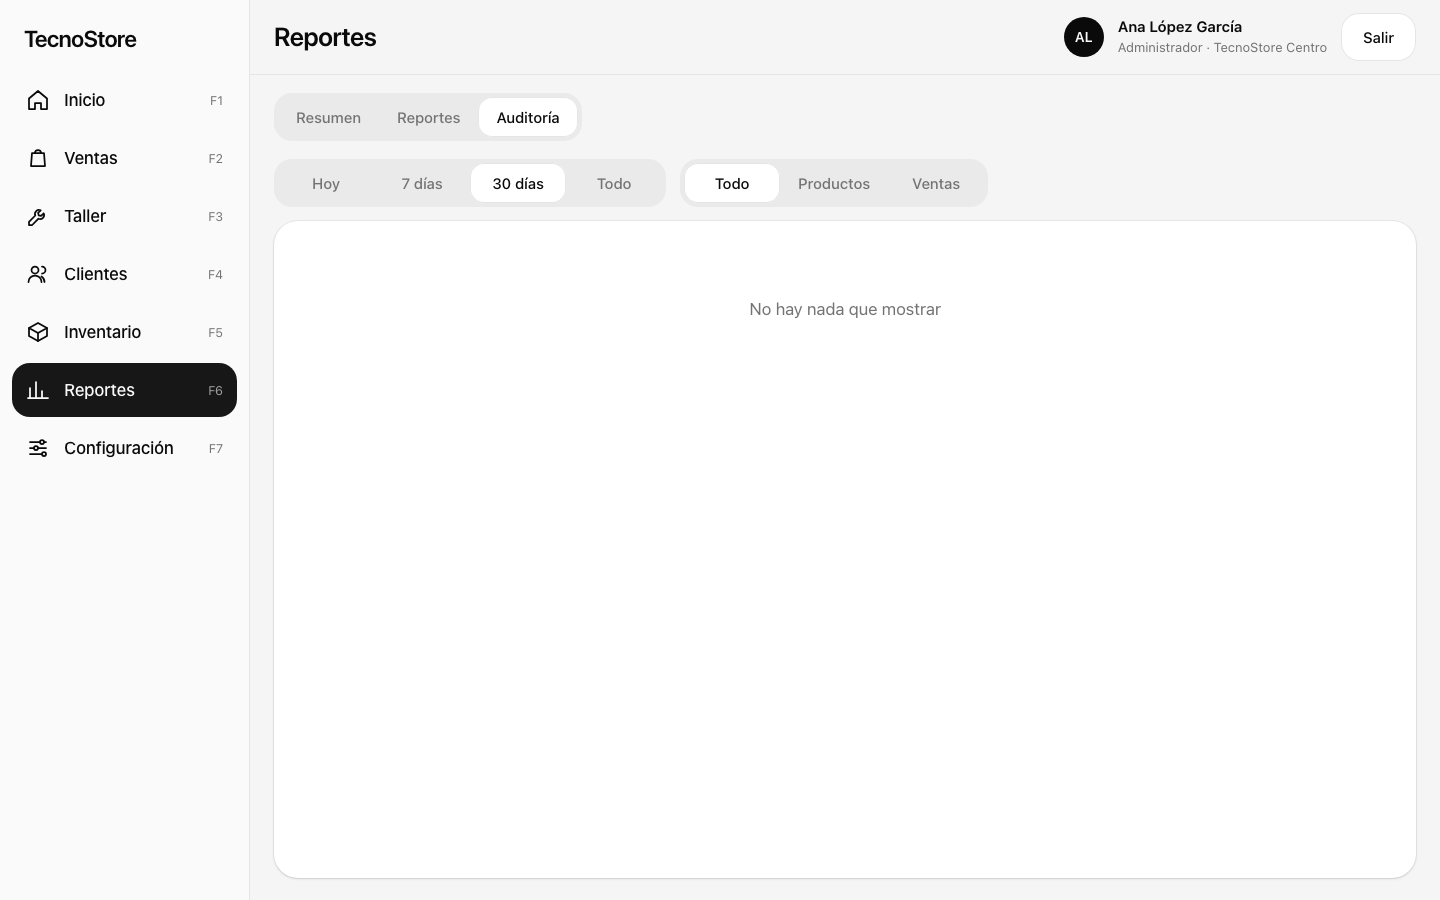 TecnoStore
Inicio F1
Ventas F2
Taller F3
Clientes F4
Inventario F5
Reportes F6
Configuración F7
Reportes
AL
Ana López García
Administrador · TecnoStore Centro
Salir
Resumen Reportes Auditoría
Hoy 7 días 30 días Todo
Todo Productos Ventas
No hay nada que mostrar